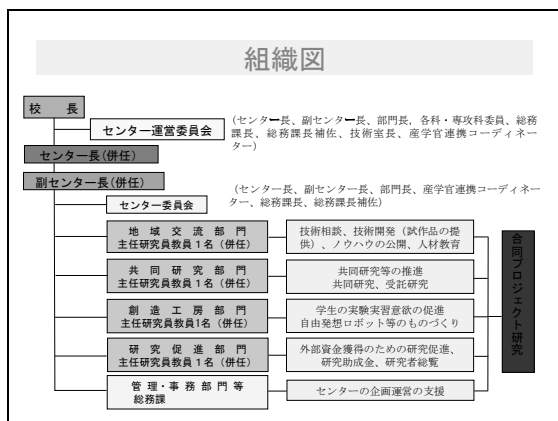 組織図
校 長
センター運営委員会
(センター長、副センター長、部門長，各科・専攻科委員、総務
課長、総務課長補佐、技術室長、産学官連携コーディネー
ター)
センター長(併任)
副センター長(併任)
センター委員会
(センター長、副センター長、部門長、産学官連携コーディネー
ター、総務課長、総務課長補佐)
地 域 交 流 部 門
主任研究員教員１名（併任）
技術相談、技術開発（試作品の提
供）、ノウハウの公開、人材教育
共 同 研 究 部 門
主任研究員教員１名（併任）
共同研究等の推進
共同研究、受託研究
創 造 工 房 部 門
主任研究員教員1名（併任）
学生の実験実習意欲の促進
自由発想ロボット等のものづくり
研 究 促 進 部 門
主任研究員教員１名（併任）
外部資金獲得のための研究促進、
研究助成金、研究者総覧
管 理・事 務 部 門 等
総務課
センターの企画運営の支援
合同プロジェクト研究